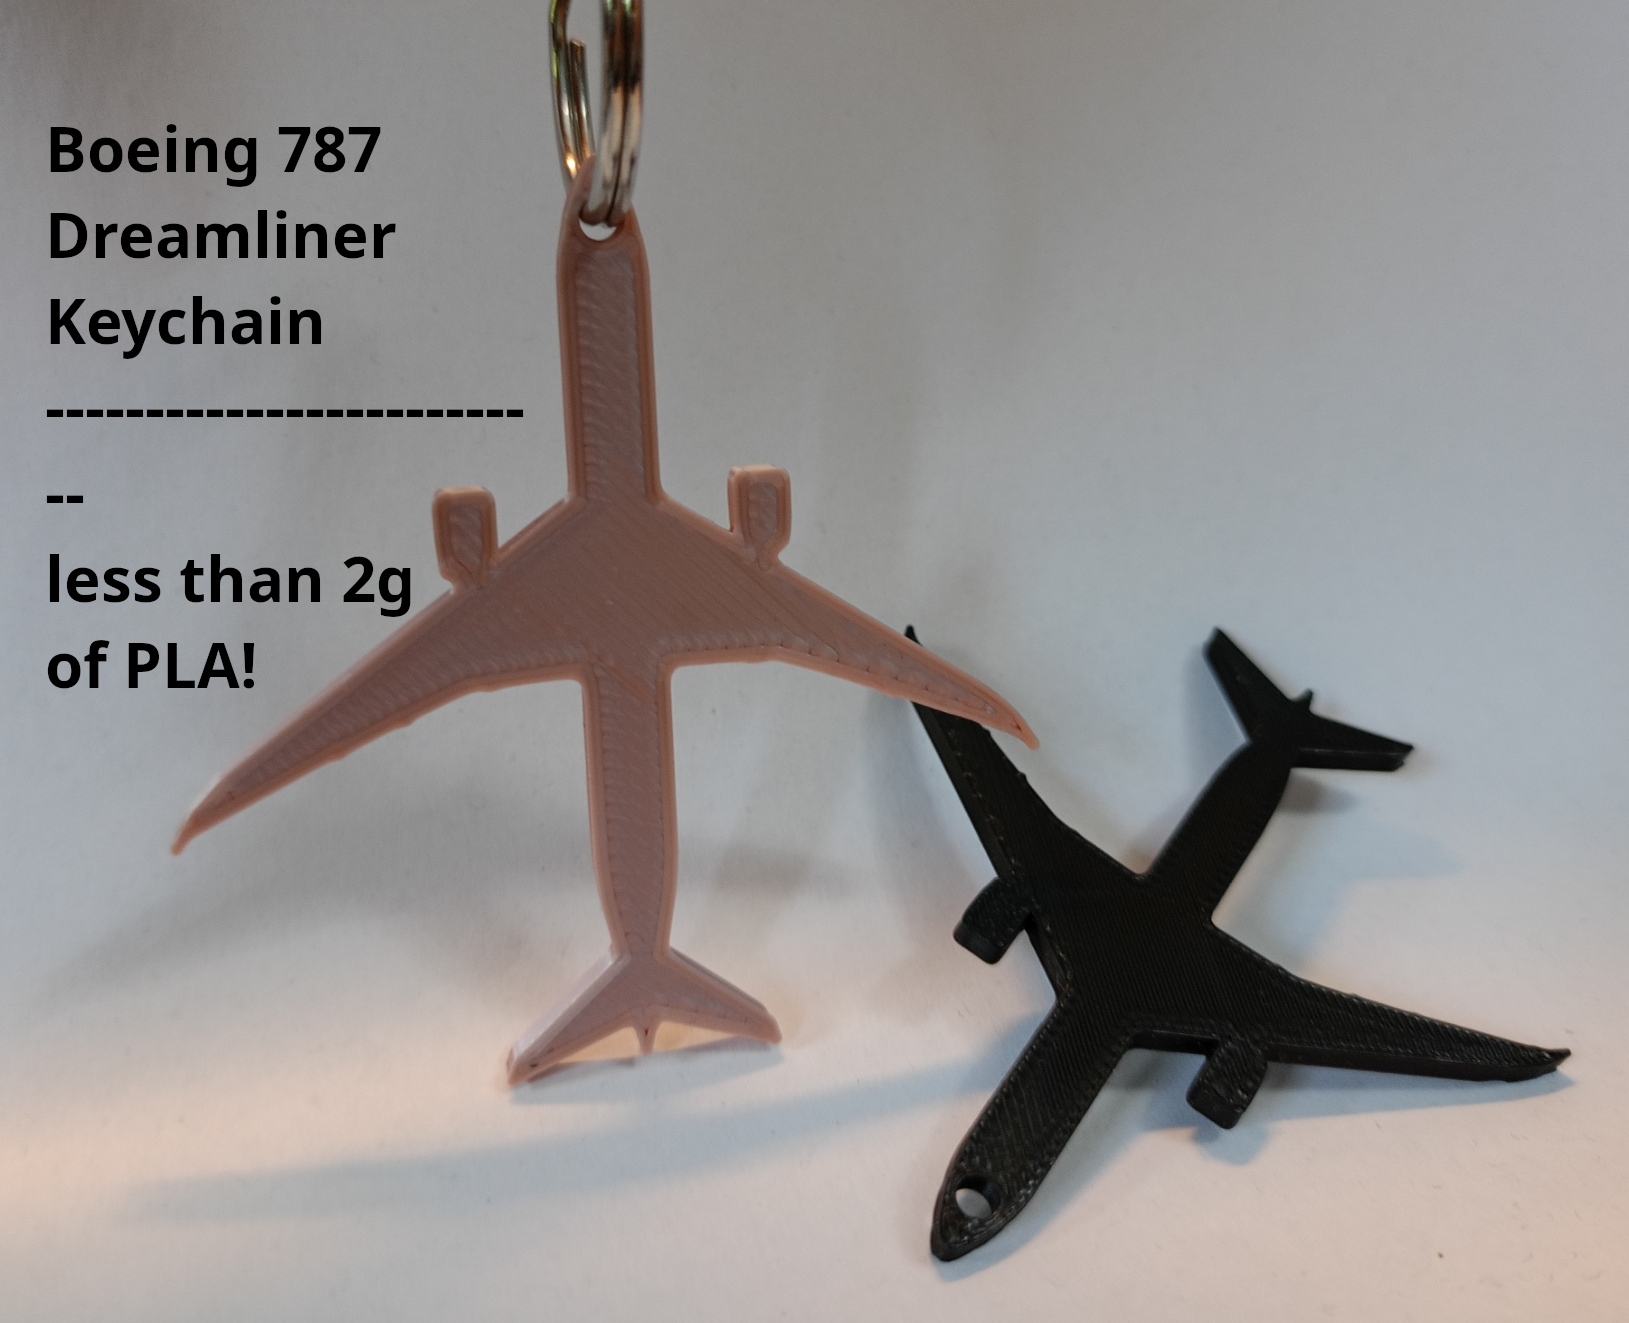 Boeing 787
Dreamliner
Keychain
------------------------
--
less than 2g
of PLA!